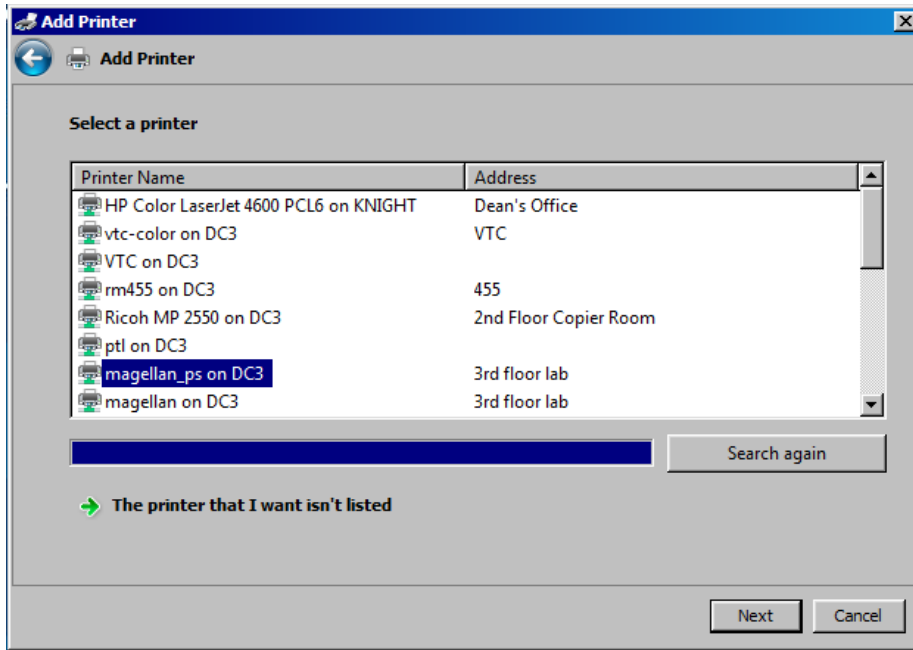 Add Printer
Add Printer
Select a printer
Printer Name Address
HP Color LaserJet 4600 PCL6 on KNIGHT Dean's Office
vtc-color on DC3 VTC
VTC on DC3
rm455 on DC3 455
Ricoh MP 2550 on DC3 2nd Floor Copier Room
ptl on DC3
magellan_ps on DC3 3rd floor lab
magellan on DC3 3rd floor lab
Search again
The printer that I want isn't listed
Next Cancel